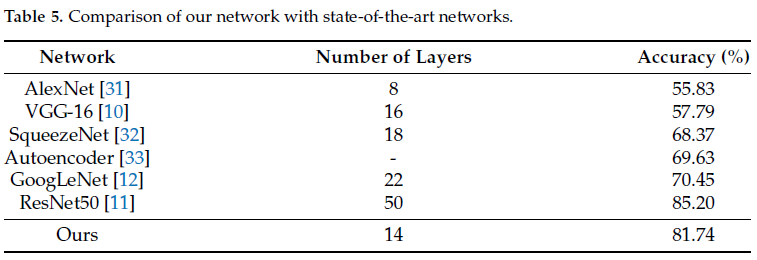 Table 5. Comparison of our network with state-of-the-art networks.
Network Number of Layers Accuracy (%)
AlexNet [31] 8 55.83
VGG-16 [10] 16 57.79
SqueezeNet [32] 18 68.37
Autoencoder [33] - 69.63
GoogLeNet [12] 22 70.45
ResNet50 [11] 50 85.20
Ours 14 81.74